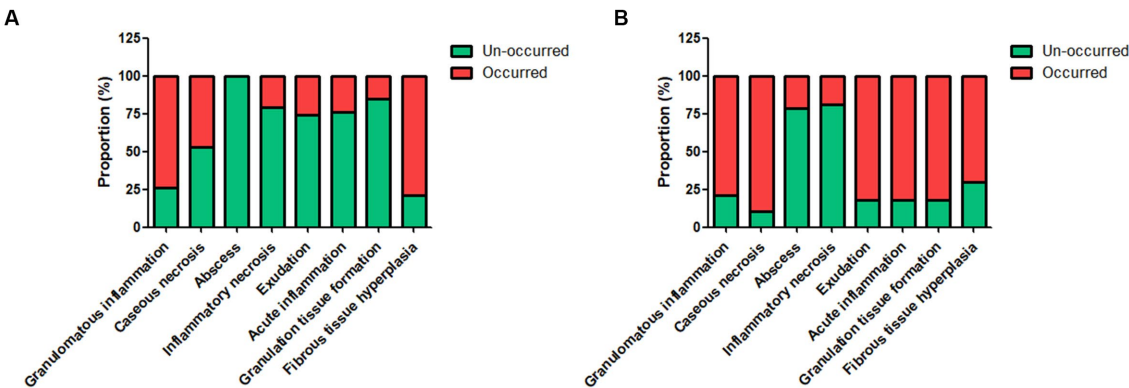 A
125
100
75
50
25
0
Proportion (%)
Un-occurred
Occurred
Granulomatous inflammation
Caseous necrosis
Abscess
Inflammatory necrosis
Exudation
Acute inflammation
Granulation tissue formation
Fibrous tissue hyperplasia
B
125
100
75
50
25
0
Proportion (%)
Un-occurred
Occurred
Granulomatous inflammation
Caseous necrosis
Abscess
Inflammatory necrosis
Exudation
Acute inflammation
Granulation tissue formation
Fibrous tissue hyperplasia